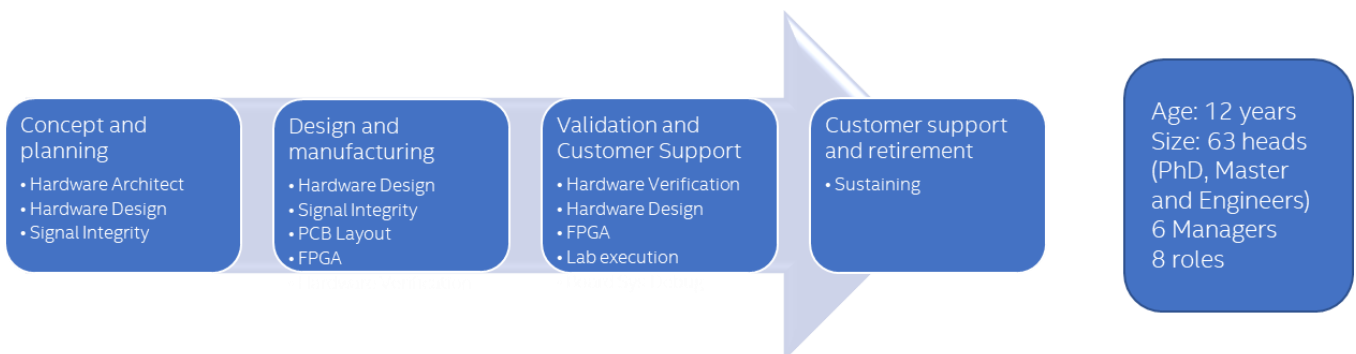 Concept and
planning
• Hardware Architect
• Hardware Design
• Signal Integrity
Design and
manufacturing
• Hardware Design
• Signal Integrity
• PCB Layout
• FPGA
Validation and
Customer Support
• Hardware Verification
• Hardware Design
• FPGA
• Lab execution
Customer support
and retirement
• Sustaining
Age: 12 years
Size: 63 heads
(PhD, Master
and Engineers)
6 Managers
8 roles